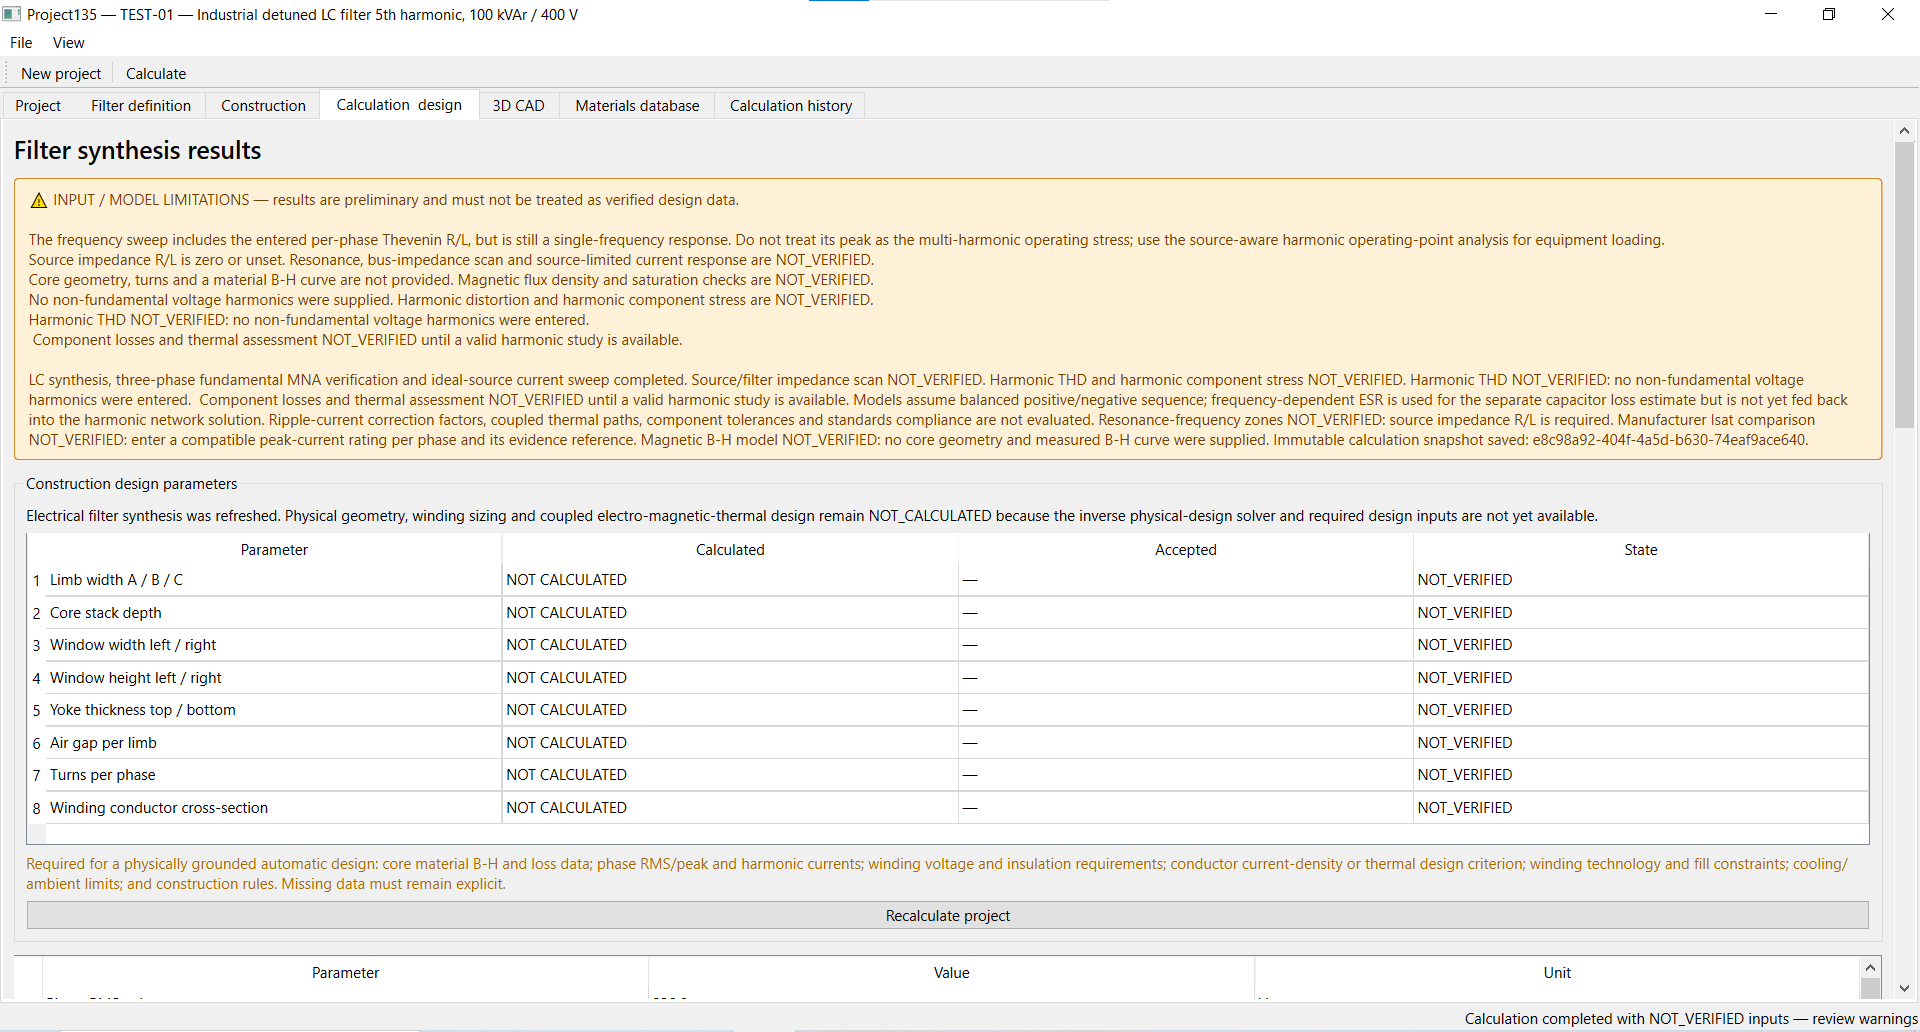 Project135 — TEST-01 — Industrial detuned LC filter 5th harmonic, 100 kVAr / 400 V
File View
New project Calculate
Project Filter definition Construction Calculation design 3D CAD Materials database Calculation history
Filter synthesis results
INPUT / MODEL LIMITATIONS — results are preliminary and must not be treated as verified design data.
The frequency sweep includes the entered per-phase Thevenin R/L, but is still a single-frequency response. Do not treat its peak as the multi-harmonic operating stress; use the source-aware harmonic operating-point analysis for equipment loading.
Source impedance R/L is zero or unset. Resonance, bus-impedance scan and source-limited current response are NOT_VERIFIED.
Core geometry, turns and a material B-H curve are not provided. Magnetic flux density and saturation checks are NOT_VERIFIED.
No non-fundamental voltage harmonics were supplied. Harmonic distortion and harmonic component stress are NOT_VERIFIED.
Harmonic THD NOT_VERIFIED: no non-fundamental voltage harmonics were entered.
Component losses and thermal assessment NOT_VERIFIED until a valid harmonic study is available.
LC synthesis, three-phase fundamental MNA verification and ideal-source current sweep completed. Source/filter impedance scan NOT_VERIFIED. Harmonic THD and harmonic component stress NOT_VERIFIED. Harmonic THD NOT_VERIFIED: no non-fundamental voltage
harmonics were entered. Component losses and thermal assessment NOT_VERIFIED until a valid harmonic study is available. Models assume balanced positive/negative sequence; frequency-dependent ESR is used for the separate capacitor loss estimate but is not yet fed back
into the harmonic network solution. Ripple-current correction factors, coupled thermal paths, component tolerances and standards compliance are not evaluated. Resonance-frequency zones NOT_VERIFIED: source impedance R/L is required. Manufacturer Isat comparison
NOT_VERIFIED: enter a compatible peak-current rating per phase and its evidence reference. Magnetic B-H model NOT_VERIFIED: no core geometry and measured B-H curve were supplied. Immutable calculation snapshot saved: e8c98a92-404f-4a5d-b630-74eaf9ace640.
Construction design parameters
Electrical filter synthesis was refreshed. Physical geometry, winding sizing and coupled electro-magnetic-thermal design remain NOT_CALCULATED because the inverse physical-design solver and required design inputs are not yet available.
Parameter Calculated Accepted State
1 Limb width A / B / C NOT CALCULATED — NOT_VERIFIED
2 Core stack depth NOT CALCULATED — NOT_VERIFIED
3 Window width left / right NOT CALCULATED — NOT_VERIFIED
4 Window height left / right NOT CALCULATED — NOT_VERIFIED
5 Yoke thickness top / bottom NOT CALCULATED — NOT_VERIFIED
6 Air gap per limb NOT CALCULATED — NOT_VERIFIED
7 Turns per phase NOT CALCULATED — NOT_VERIFIED
8 Winding conductor cross-section NOT CALCULATED — NOT_VERIFIED
Required for a physically grounded automatic design: core material B-H and loss data; phase RMS/peak and harmonic currents; winding voltage and insulation requirements; conductor current-density or thermal design criterion; winding technology and fill constraints; cooling/
ambient limits; and construction rules. Missing data must remain explicit.
Recalculate project
Parameter Value Unit
Calculation completed with NOT_VERIFIED inputs — review warnings